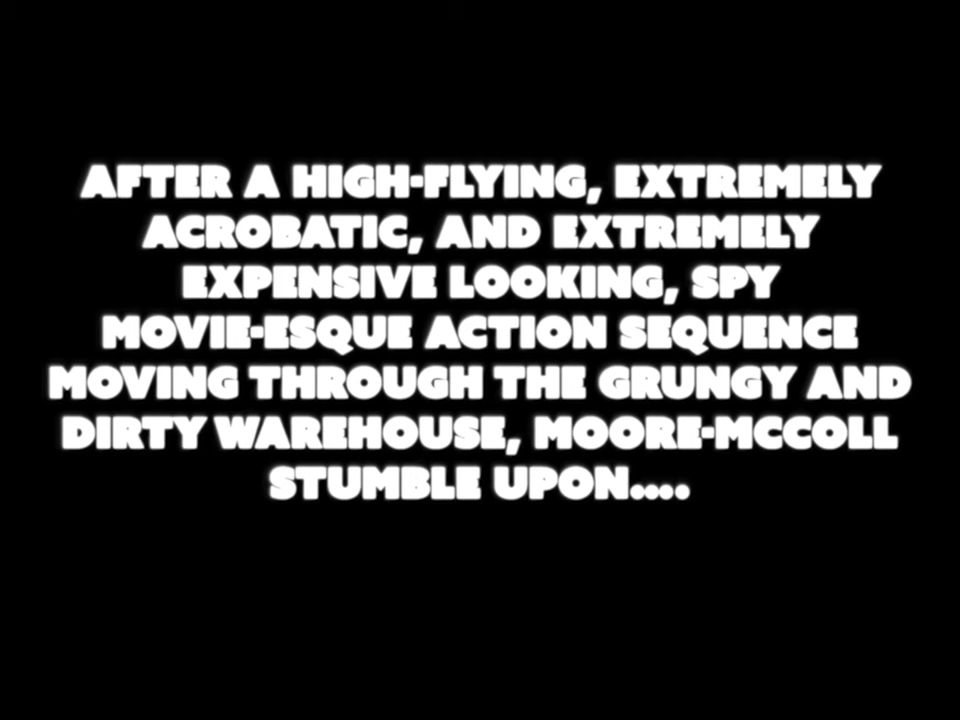 AFTER A HIGH-FLYING, EXTREMELY
ACROBATIC, AND EXTREMELY
EXPENSIVE LOOKING, SPY
MOVIE-ESQUE ACTION SEQUENCE
MOVING THROUGH THE GRUNGY AND
DIRTY WAREHOUSE, MOORE-MCCOLL
STUMBLE UPON....